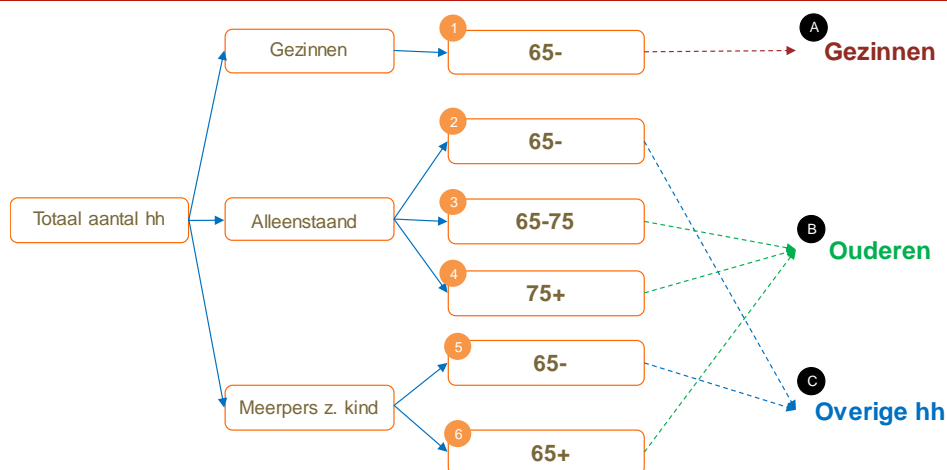 1
A
Gezinnen
65-
Gezinnen
2
65-
3
65-75
B
Totaal aantal hh
Alleenstaand
Ouderen
4
75+
5
65-
C
Meerpers z. kind
Overige hh
6
65+